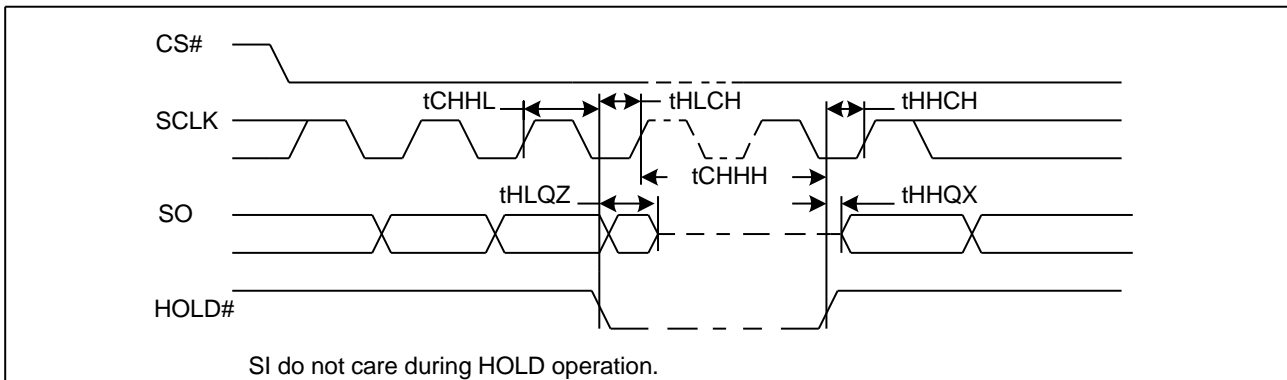 CS#
tCHHL
tHLCH
tHHCH
SCLK
tCHHH
tHLQZ
tHHQX
SO
HOLD#
SI do not care during HOLD operation.